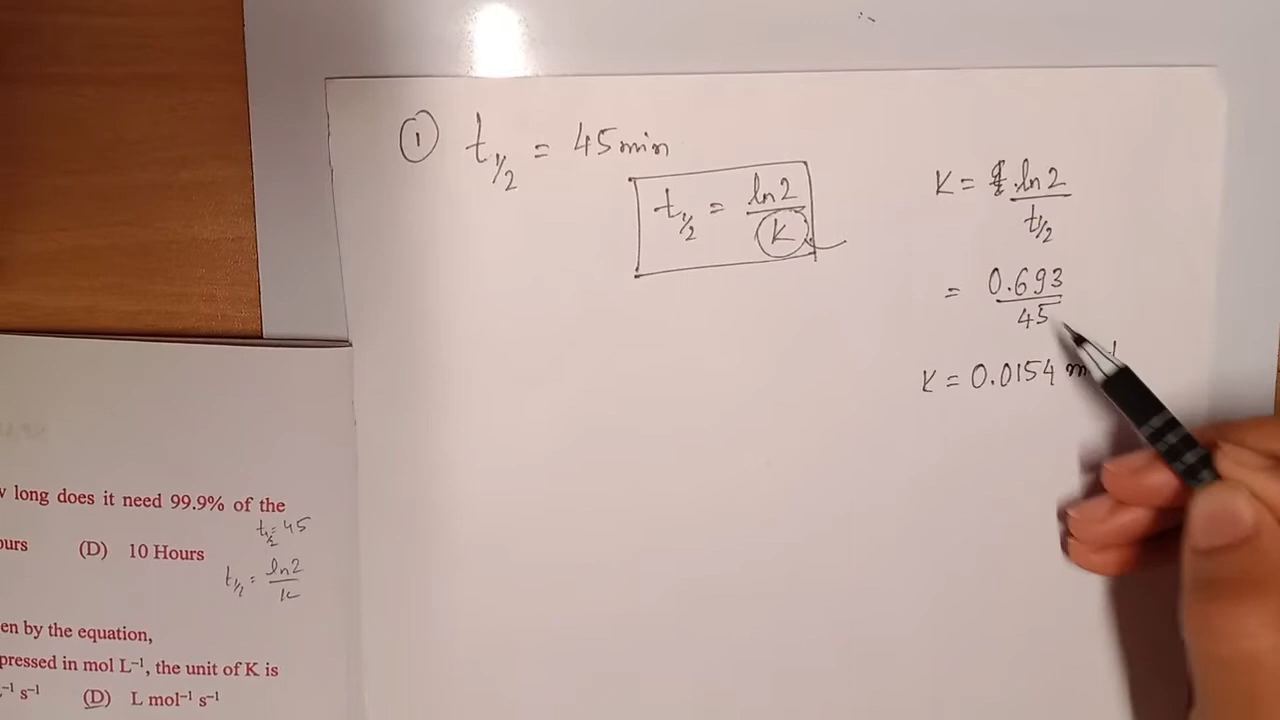 ① t1/2 = 45 min
t1/2 = ln2/k
K = ln2/t1/2
= 0.693/45
K = 0.0154
long does it need 99.9% of the
t1/2 = 45
ours (D) 10 Hours
t1/2 = ln2/k
en by the equation,
pressed in mol L⁻¹, the unit of K is
⁻¹ s⁻¹ (D) L mol⁻¹ s⁻¹